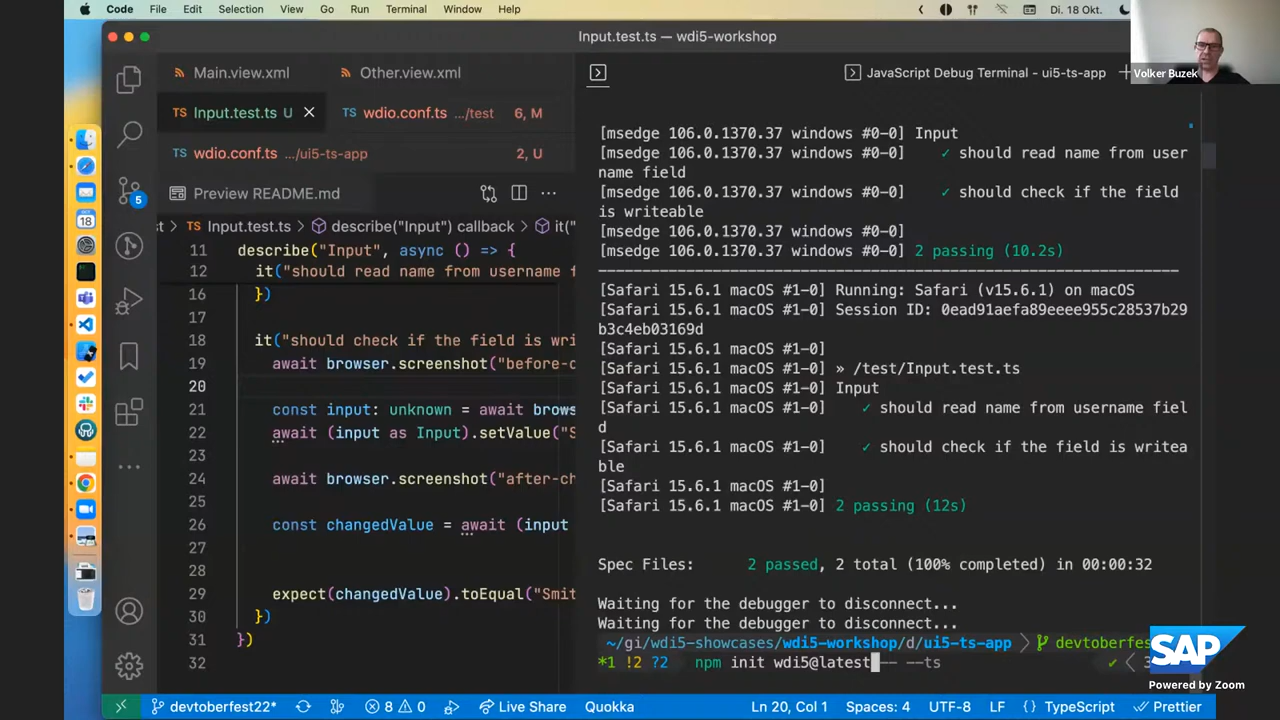 Code File Edit Selection View Go Run Terminal Window Help Di. 18 Okt.
Input.test.ts — wdi5-workshop
Volker Buzek
Main.view.xml Other.view.xml
Input.test.ts U wdio.conf.ts .../test 6, M
wdio.conf.ts .../ui5-ts-app 2, U
Preview README.md
st > TS Input.test.ts > describe("Input") callback > it("
11 describe("Input", async () => {
12 it("should read name from username f
16 })
17
18 it("should check if the field is wri
19 await browser.screenshot("before-c
20
21 const input: unknown = await brows
22 await (input as Input).setValue("S
23
24 await browser.screenshot("after-ch
25
26 const changedValue = await (input
27
28
29 expect(changedValue).toEqual("Smit
30 })
31 })
32
18
5
JavaScript Debug Terminal - ui5-ts-app
[msedge 106.0.1370.37 windows #0-0] Input
[msedge 106.0.1370.37 windows #0-0] ✓ should read name from user
name field
[msedge 106.0.1370.37 windows #0-0] ✓ should check if the field
is writeable
[msedge 106.0.1370.37 windows #0-0]
[msedge 106.0.1370.37 windows #0-0] 2 passing (10.2s)
------------------------------------------------------------------
[Safari 15.6.1 macOS #1-0] Running: Safari (v15.6.1) on macOS
[Safari 15.6.1 macOS #1-0] Session ID: 0ead91aefa89eeee955c28537b29
b3c4eb03169d
[Safari 15.6.1 macOS #1-0]
[Safari 15.6.1 macOS #1-0] » /test/Input.test.ts
[Safari 15.6.1 macOS #1-0] Input
[Safari 15.6.1 macOS #1-0] ✓ should read name from username fiel
d
[Safari 15.6.1 macOS #1-0] ✓ should check if the field is writea
ble
[Safari 15.6.1 macOS #1-0]
[Safari 15.6.1 macOS #1-0] 2 passing (12s)
Spec Files: 2 passed, 2 total (100% completed) in 00:00:32
Waiting for the debugger to disconnect...
Waiting for the debugger to disconnect...
~/gi/wdi5-showcases/wdi5-workshop/d/ui5-ts-app devtoberfes
*1 !2 ?2 npm init wdi5@latest -- --ts
SAP
Powered by Zoom
devtoberfest22* 8 0 Live Share Quokka Ln 20, Col 1 Spaces: 4 UTF-8 LF {} TypeScript Prettier